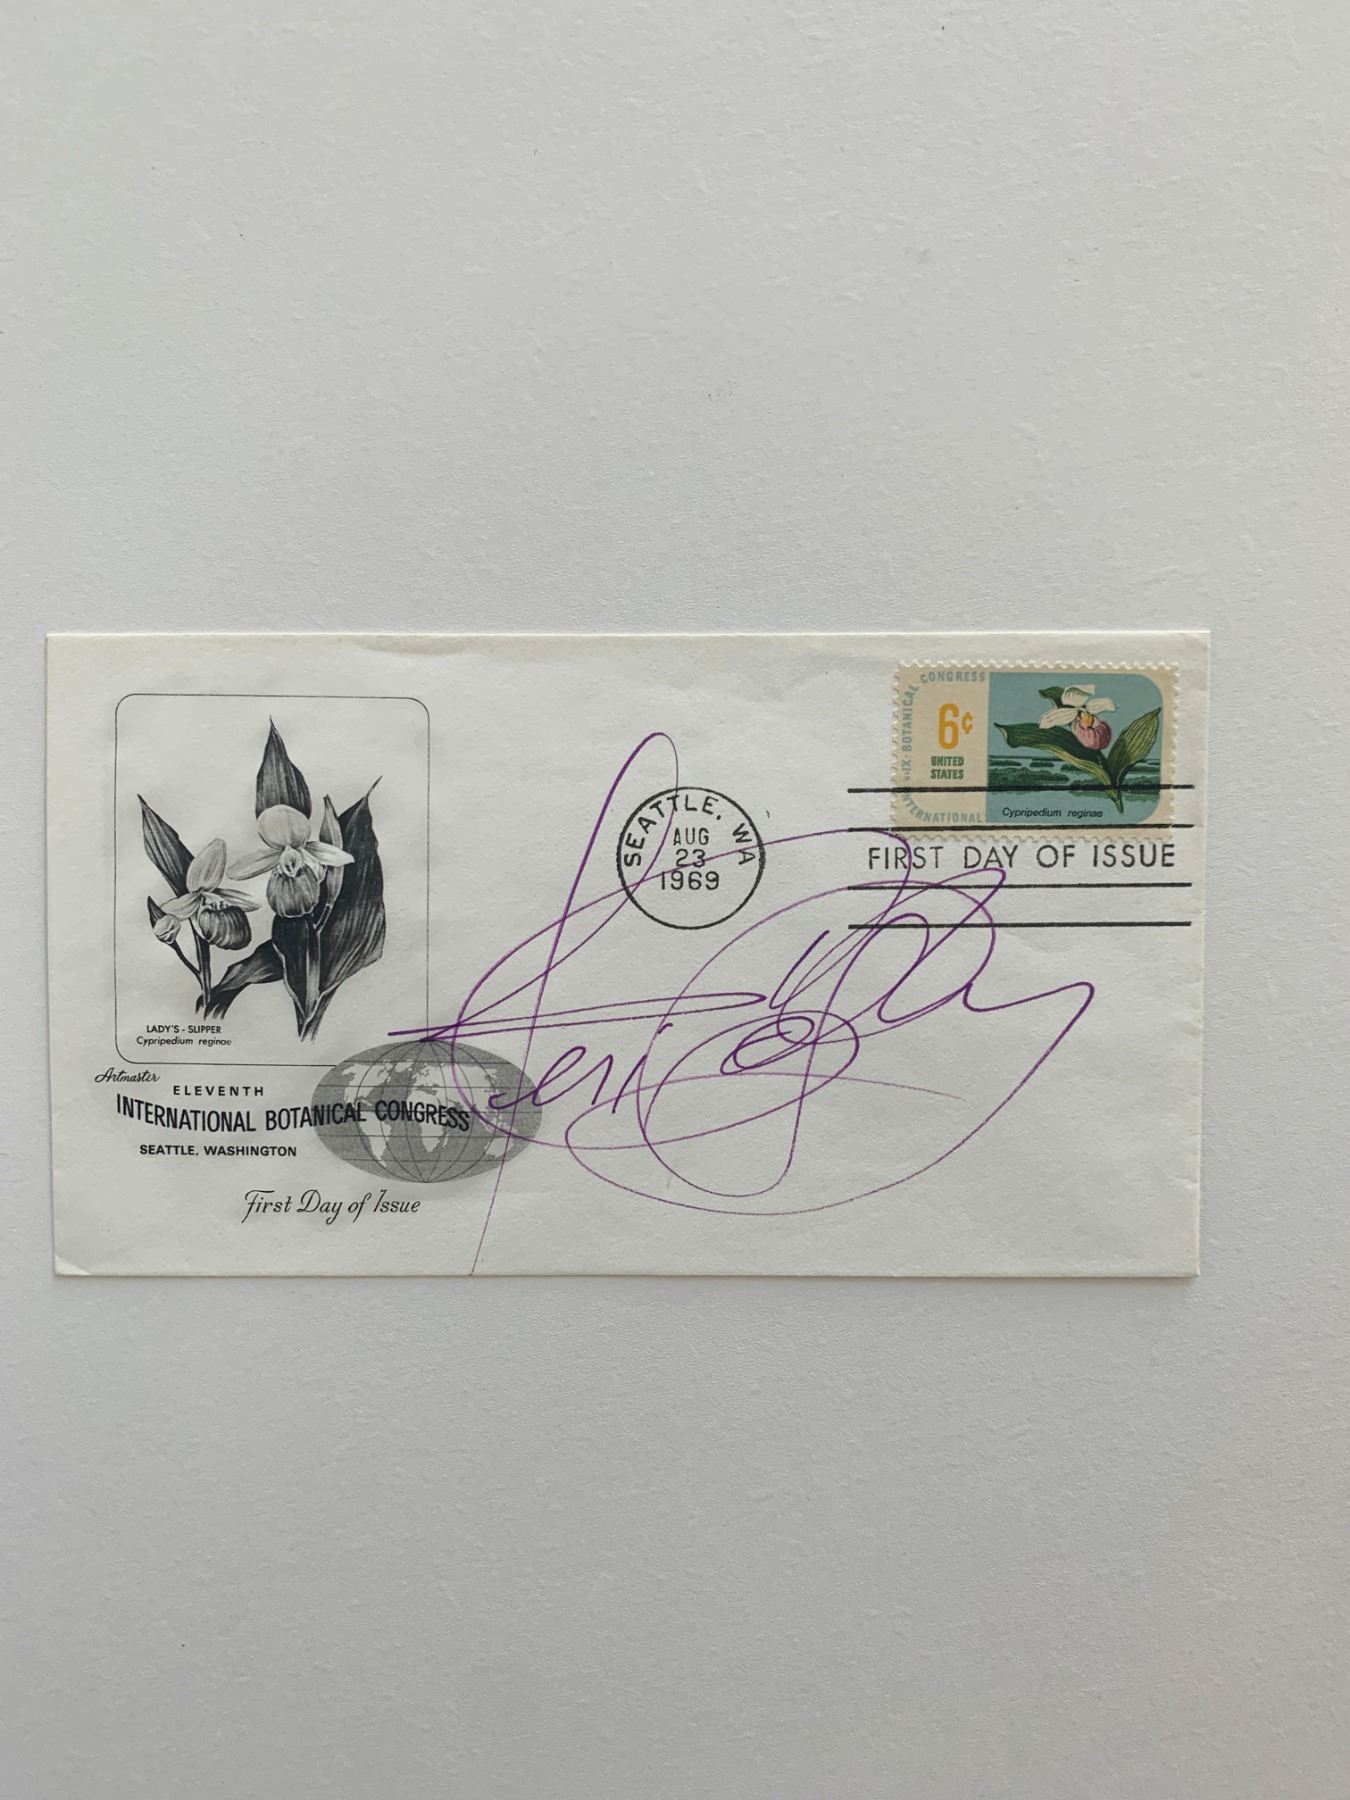 INTERNATIONAL · BOTANICAL CONGRESS
6¢
UNITED
STATES
Cypripedium reginae
SEATTLE, WA
AUG
23
1969
FIRST DAY OF ISSUE
LADY'S - SLIPPER
Cypripedium reginae
Artmaster
ELEVENTH
INTERNATIONAL BOTANICAL CONGRESS
SEATTLE, WASHINGTON
First Day of Issue